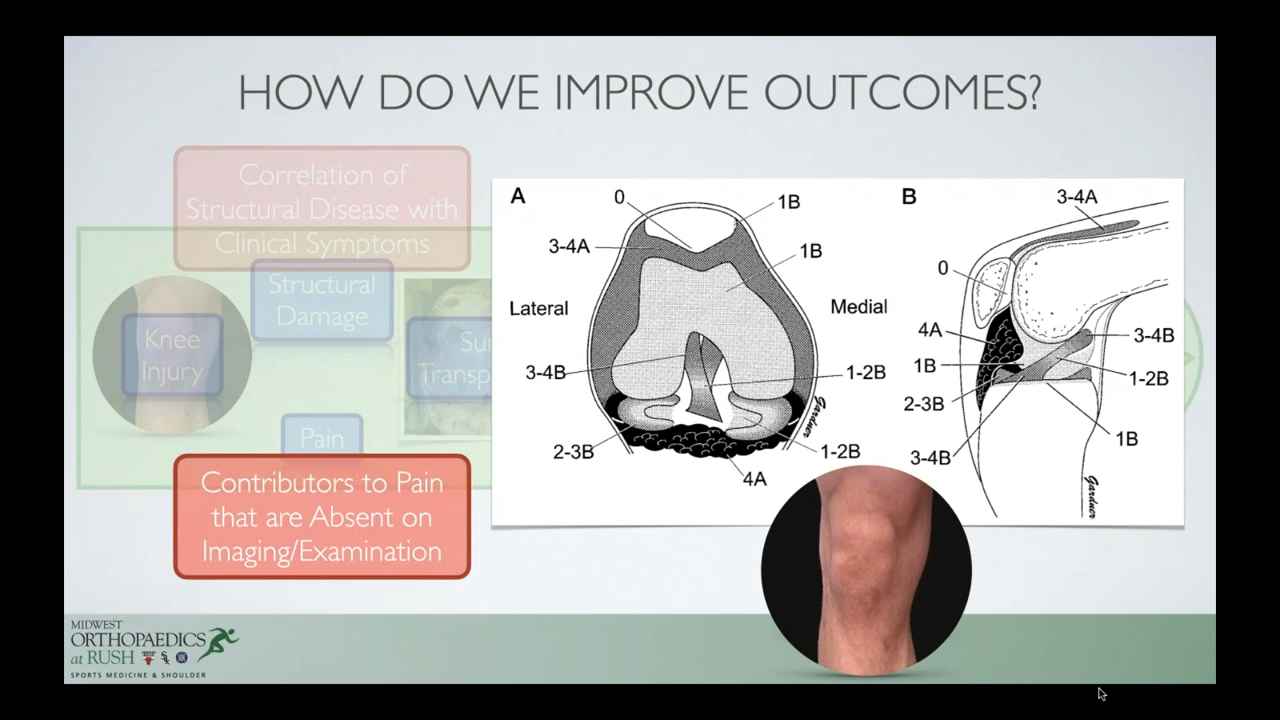 HOW DO WE IMPROVE OUTCOMES?
Correlation of
Structural Disease with
Clinical Symptoms
Structural
Damage
Knee
Injury
Pain
Contributors to Pain
that are Absent on
Imaging/Examination
A
0
1B
3-4A
1B
Lateral
Medial
3-4B
1-2B
2-3B
1-2B
4A
Gardner
B
3-4A
0
4A
3-4B
1B
1-2B
2-3B
1B
3-4B
Gardner
MIDWEST
ORTHOPAEDICS
at RUSH
SPORTS MEDICINE & SHOULDER